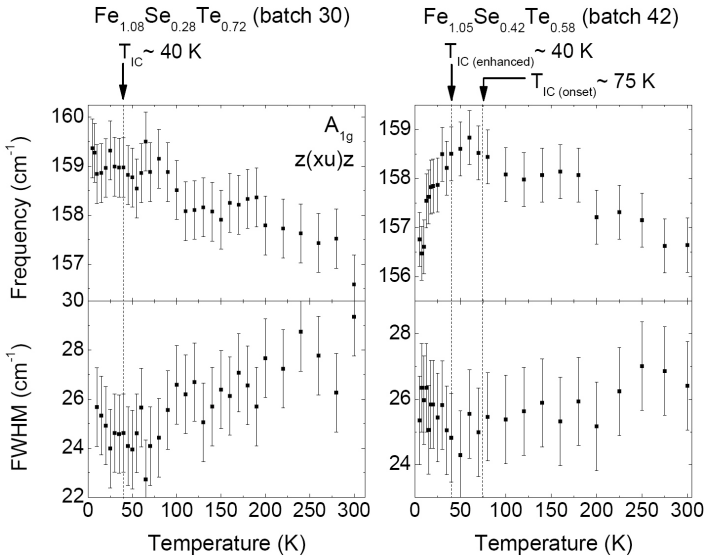 Fe1.08Se0.28Te0.72 (batch 30)
TIC ~ 40 K
Fe1.05Se0.42Te0.58 (batch 42)
TIC (enhanced) ~ 40 K
TIC (onset) ~ 75 K
A1g
z(xu)z
Frequency (cm-1)
160
159
158
157
30
159
158
157
156
FWHM (cm-1)
28
26
24
22
28
26
24
0 50 100 150 200 250 300
0 50 100 150 200 250 300
Temperature (K)
Temperature (K)